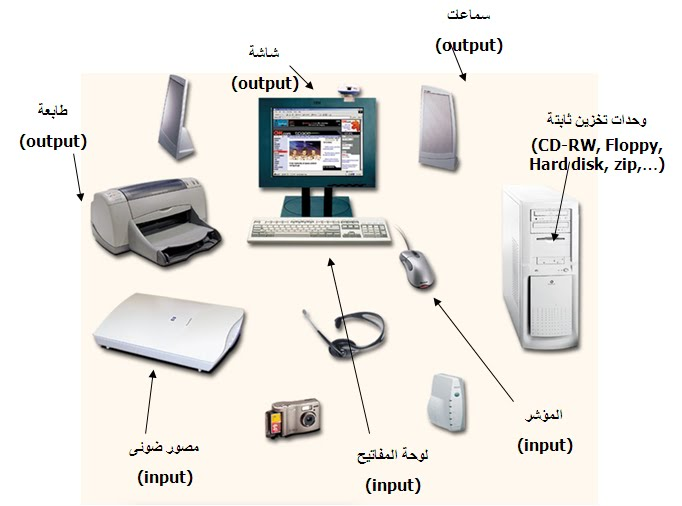 سماعات
(output)
شاشة
(output)
طابعة
(output)
وحدات تخزين ثابتة
(CD-RW, Floppy,
Hard disk, zip,...)
المؤشر
(input)
لوحة المفاتيح
(input)
مصور ضوئى
(input)